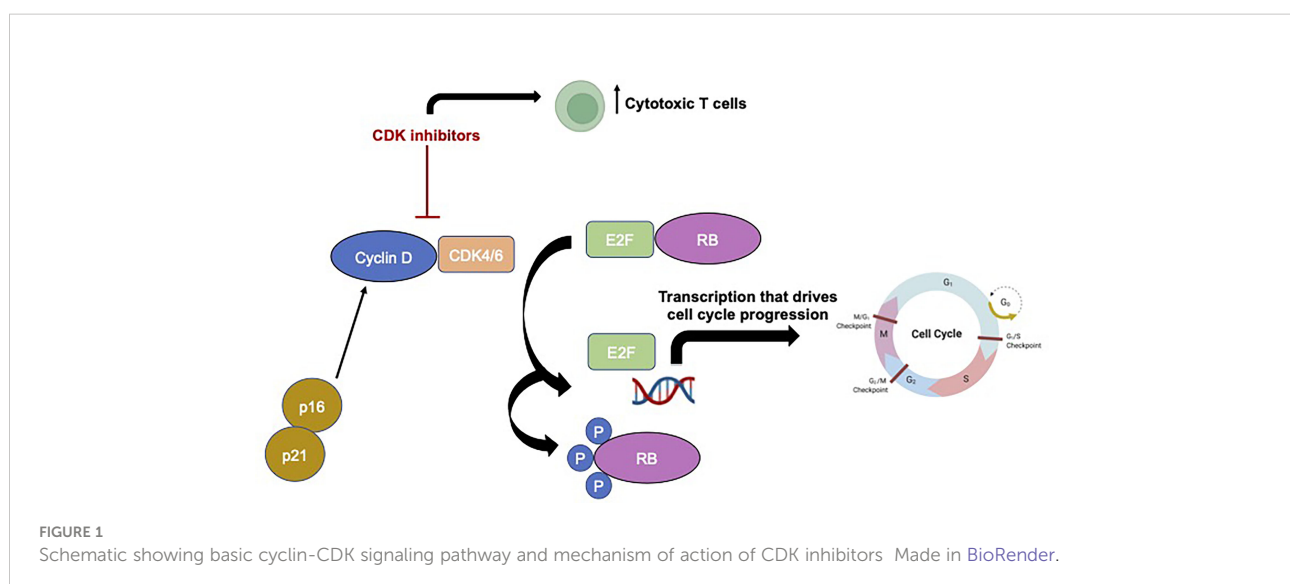 Cytotoxic T cells
CDK inhibitors
Cyclin D
CDK4/6
E2F
RB
Transcription that drives
cell cycle progression
E2F
p16
p21
P
P
P
RB
G₁
G₀
M/G₁
Checkpoint
M
Cell Cycle
G₁/S
Checkpoint
G₂/M
Checkpoint
G₂
S
FIGURE 1
Schematic showing basic cyclin-CDK signaling pathway and mechanism of action of CDK inhibitors Made in BioRender.